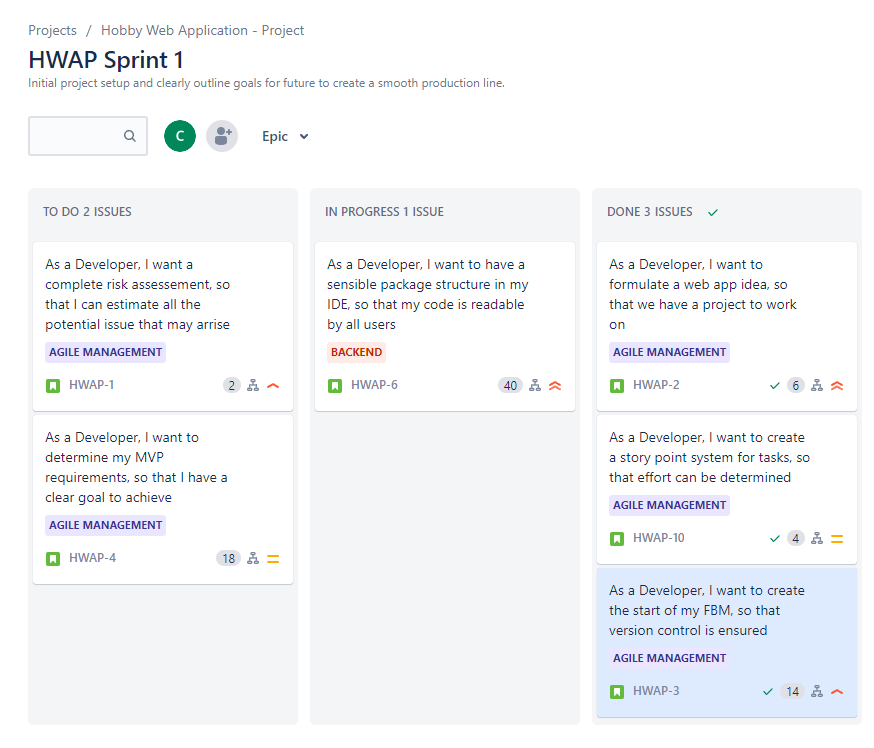 Projects / Hobby Web Application - Project
HWAP Sprint 1
Initial project setup and clearly outline goals for future to create a smooth production line.
C
Epic
TO DO 2 ISSUES
As a Developer, I want a
complete risk assessement, so
that I can estimate all the
potential issue that may arrise
AGILE MANAGEMENT
HWAP-1 2
As a Developer, I want to
determine my MVP
requirements, so that I have a
clear goal to achieve
AGILE MANAGEMENT
HWAP-4 18
IN PROGRESS 1 ISSUE
As a Developer, I want to have a
sensible package structure in my
IDE, so that my code is readable
by all users
BACKEND
HWAP-6 40
DONE 3 ISSUES
As a Developer, I want to
formulate a web app idea, so
that we have a project to work
on
AGILE MANAGEMENT
HWAP-2 6
As a Developer, I want to create
a story point system for tasks, so
that effort can be determined
AGILE MANAGEMENT
HWAP-10 4
As a Developer, I want to create
the start of my FBM, so that
version control is ensured
AGILE MANAGEMENT
HWAP-3 14